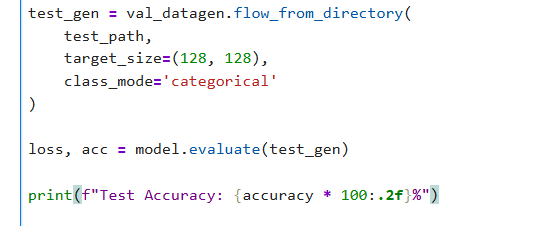 test_gen = val_datagen.flow_from_directory(
    test_path,
    target_size=(128, 128),
    class_mode='categorical'
)
loss, acc = model.evaluate(test_gen)
print(f"Test Accuracy: {accuracy * 100:.2f}%")